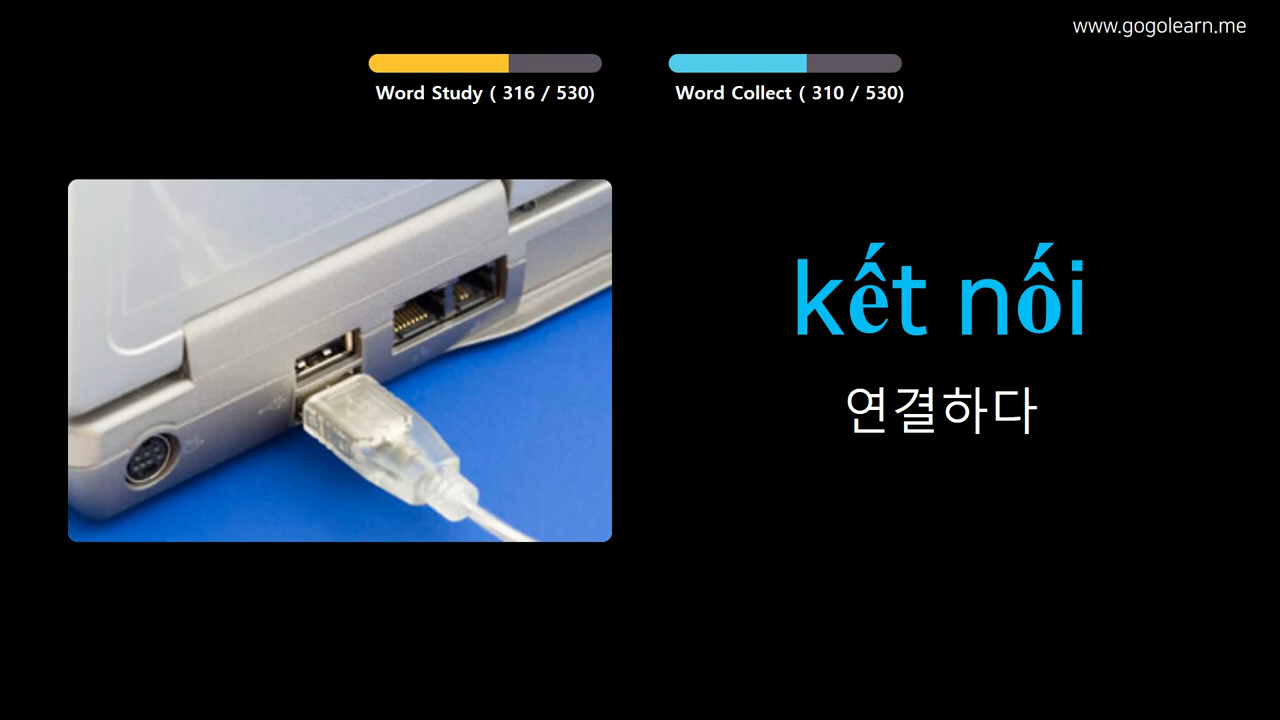 www.gogolearn.me
Word Study ( 316 / 530)
Word Collect ( 310 / 530)
kết nối
연결하다